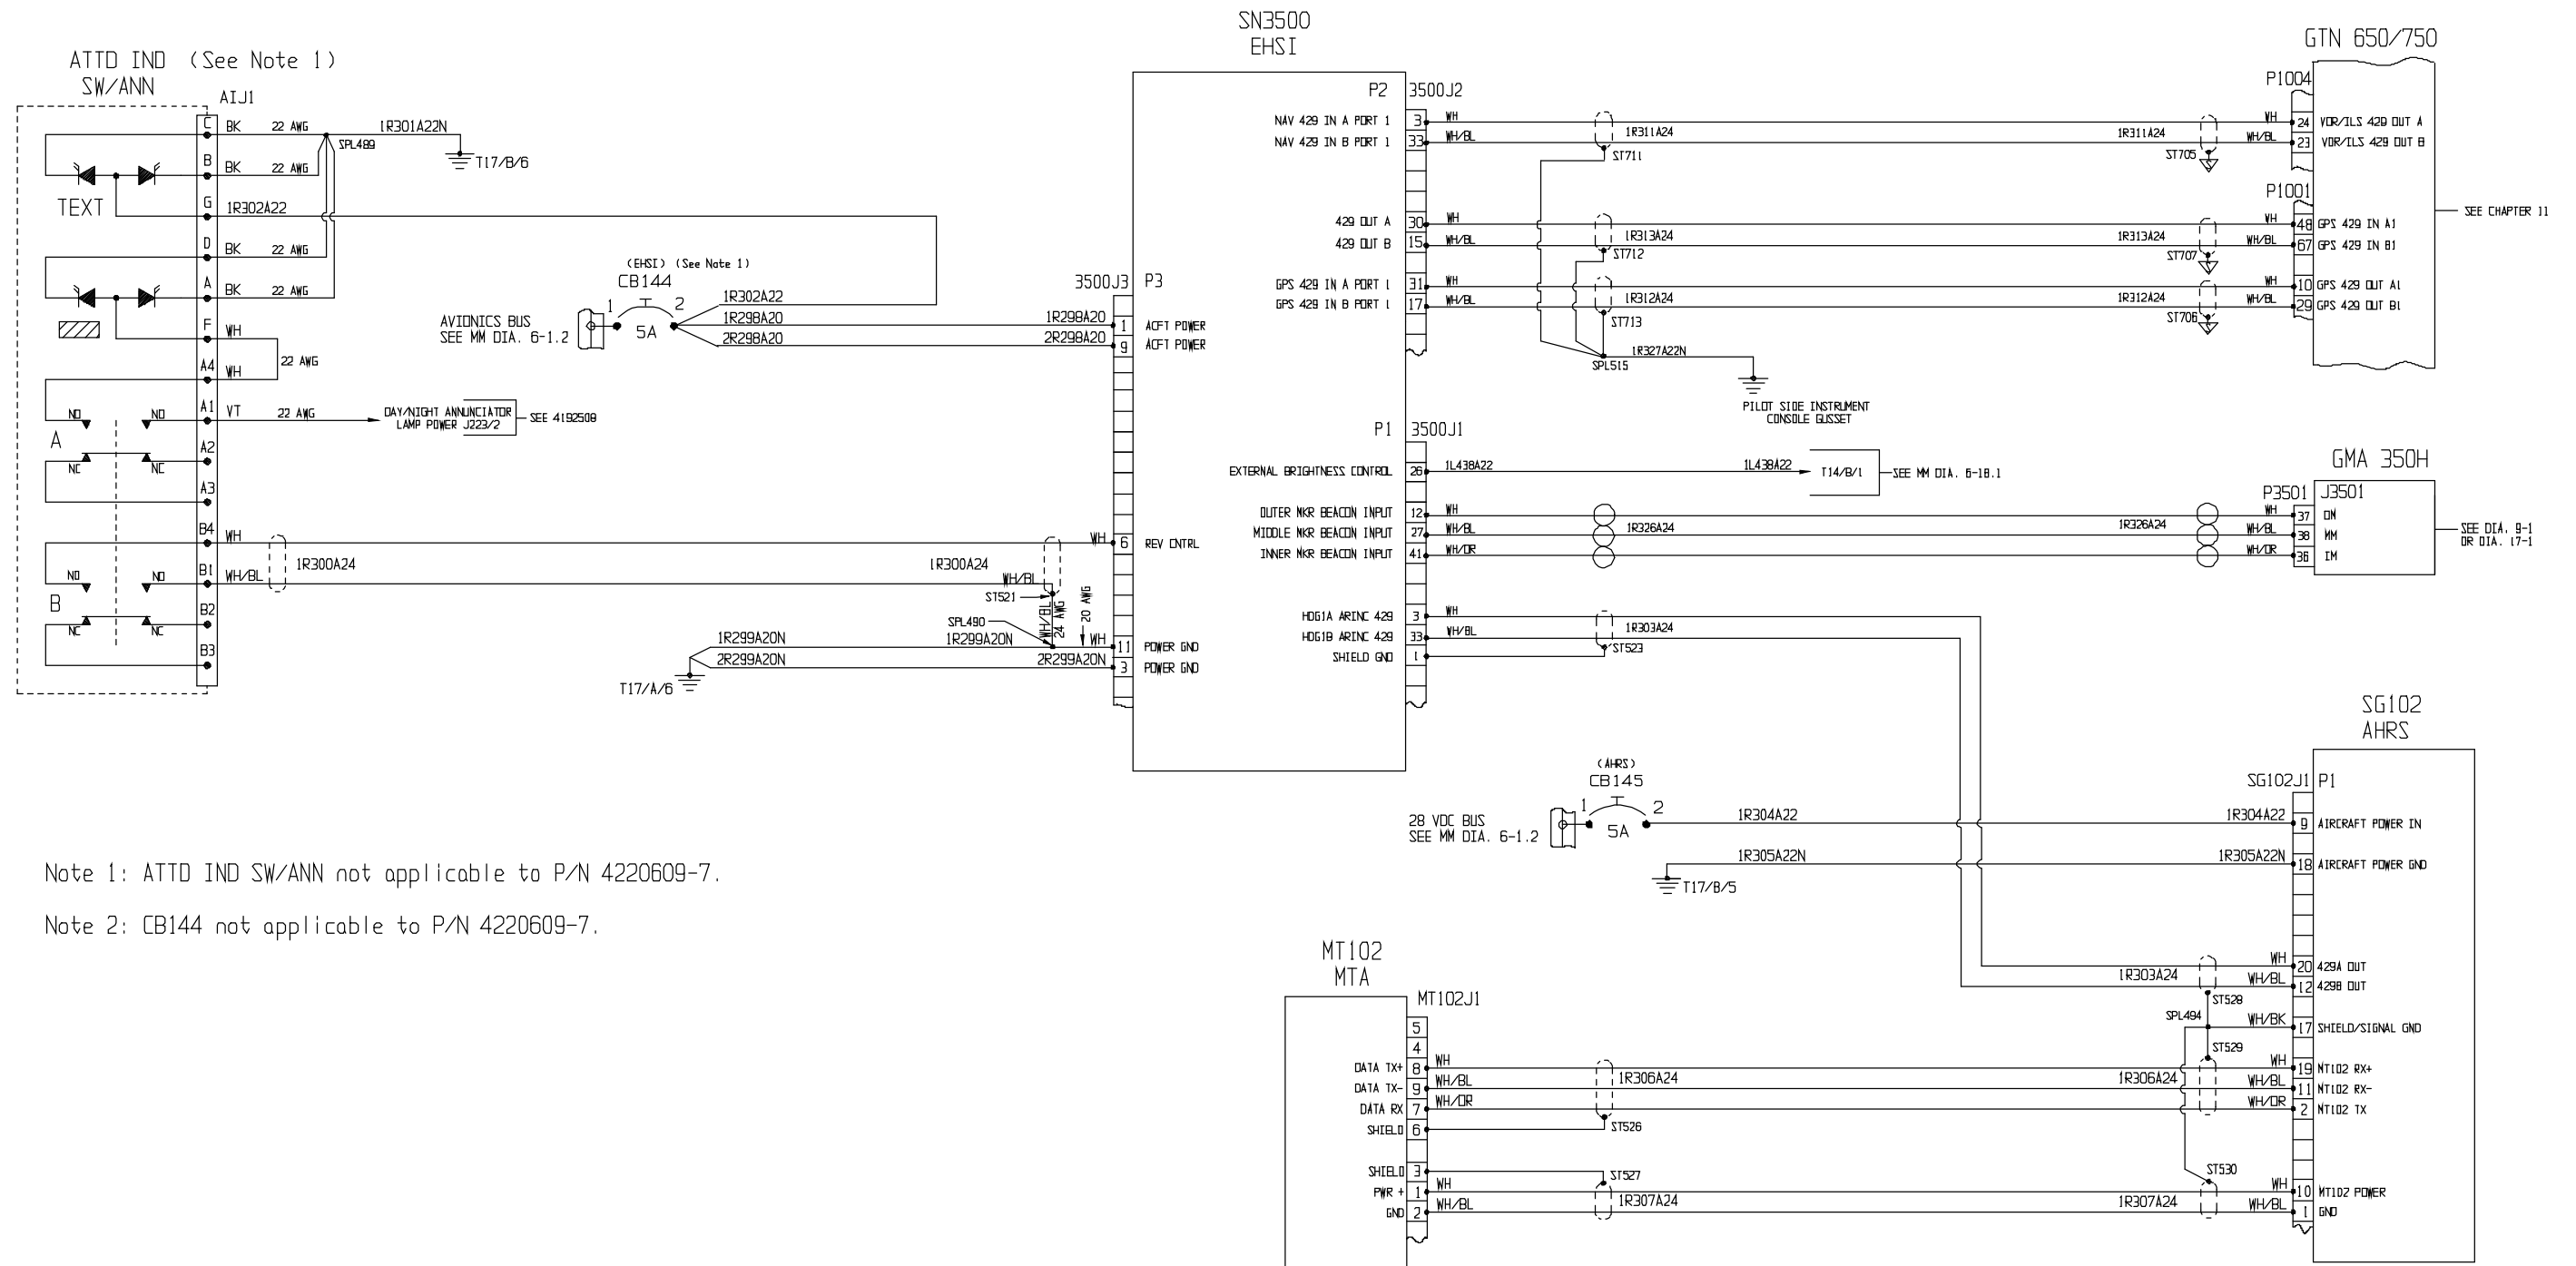 SN3500
EHSI
GTN 650/750
ATTD IND (See Note 1)
SW/ANN
AIJ1
C BK 22 AWG 1R301A22N
SPL489
T17/B/6
B BK 22 AWG
TEXT
G 1R302A22
D BK 22 AWG
A BK 22 AWG
F WH
22 AWG
A4 WH
A1 VT 22 AWG
DAY/NIGHT ANNUNCIATOR
LAMP POWER J223/2
SEE 4192508
NO NO
A
NC NC
A2
A3
B4 WH
1R300A24
B1 WH/BL
NO NO
B
NC NC
B2
B3
(EHSI) (See Note 1)
CB144
1 2
5A
AVIONICS BUS
SEE MM DIA. 6-1.2
1R302A22
1R298A20
2R298A20
3500J3 P3
1R298A20 1 ACFT POWER
2R298A20 9 ACFT POWER
WH 6 REV CNTRL
1R300A24
WH/BL
ST521
WH/BL
24 AWG
20 AWG
SPL490
1R299A20N 1R299A20N WH 11 POWER GND
2R299A20N 2R299A20N 3 POWER GND
T17/A/6
P2 3500J2
NAV 429 IN A PORT 1 3 WH
NAV 429 IN B PORT 1 33 WH/BL
1R311A24
ST711
429 OUT A 30 WH
429 OUT B 15 WH/BL
1R313A24
ST712
GPS 429 IN A PORT 1 31 WH
GPS 429 IN B PORT 1 17 WH/BL
1R312A24
ST713
1R327A22N
SPL515
PILOT SIDE INSTRUMENT
CONSOLE GUSSET
P1004
WH 24 VOR/ILS 429 OUT A
1R311A24 WH/BL 23 VOR/ILS 429 OUT B
ST705
P1001
WH 48 GPS 429 IN A1
1R313A24 WH/BL 67 GPS 429 IN B1
ST707
WH 10 GPS 429 OUT A1
1R312A24 WH/BL 29 GPS 429 OUT B1
ST706
SEE CHAPTER 11
P1 3500J1
EXTERNAL BRIGHTNESS CONTROL 26 1L438A22 1L438A22 T14/B/1 SEE MM DIA. 6-18.1
OUTER MKR BEACON INPUT 12 WH
MIDDLE MKR BEACON INPUT 27 WH/BL
INNER MKR BEACON INPUT 41 WH/OR
1R326A24
GMA 350H
P3501 J3501
WH 37 OM
1R326A24 WH/BL 38 MM
WH/OR 36 IM
SEE DIA. 9-1
OR DIA. 17-1
HDG1A ARINC 429 3 WH
HDG1B ARINC 429 33 WH/BL
1R303A24
SHIELD GND 1
ST523
SG102
AHRS
(AHRS)
CB145
1 2
5A
28 VDC BUS
SEE MM DIA. 6-1.2
SG102J1 P1
1R304A22 1R304A22 9 AIRCRAFT POWER IN
1R305A22N 1R305A22N 18 AIRCRAFT POWER GND
T17/B/5
WH 20 429A OUT
1R303A24 WH/BL 12 429B OUT
ST528
SPL494
WH/BK 17 SHIELD/SIGNAL GND
ST529
WH 19 MT102 RX+
1R306A24 WH/BL 11 MT102 RX-
WH/OR 2 MT102 TX
ST530
WH 10 MT102 POWER
1R307A24 WH/BL 1 GND
MT102
MTA
MT102J1
5
4
DATA TX+ 8 WH
DATA TX- 9 WH/BL
1R306A24
DATA RX 7 WH/OR
SHIELD 6
ST526
SHIELD 3
ST527
PWR + 1 WH
1R307A24
GND 2 WH/BL
Note 1: ATTD IND SW/ANN not applicable to P/N 4220609-7.
Note 2: CB144 not applicable to P/N 4220609-7.